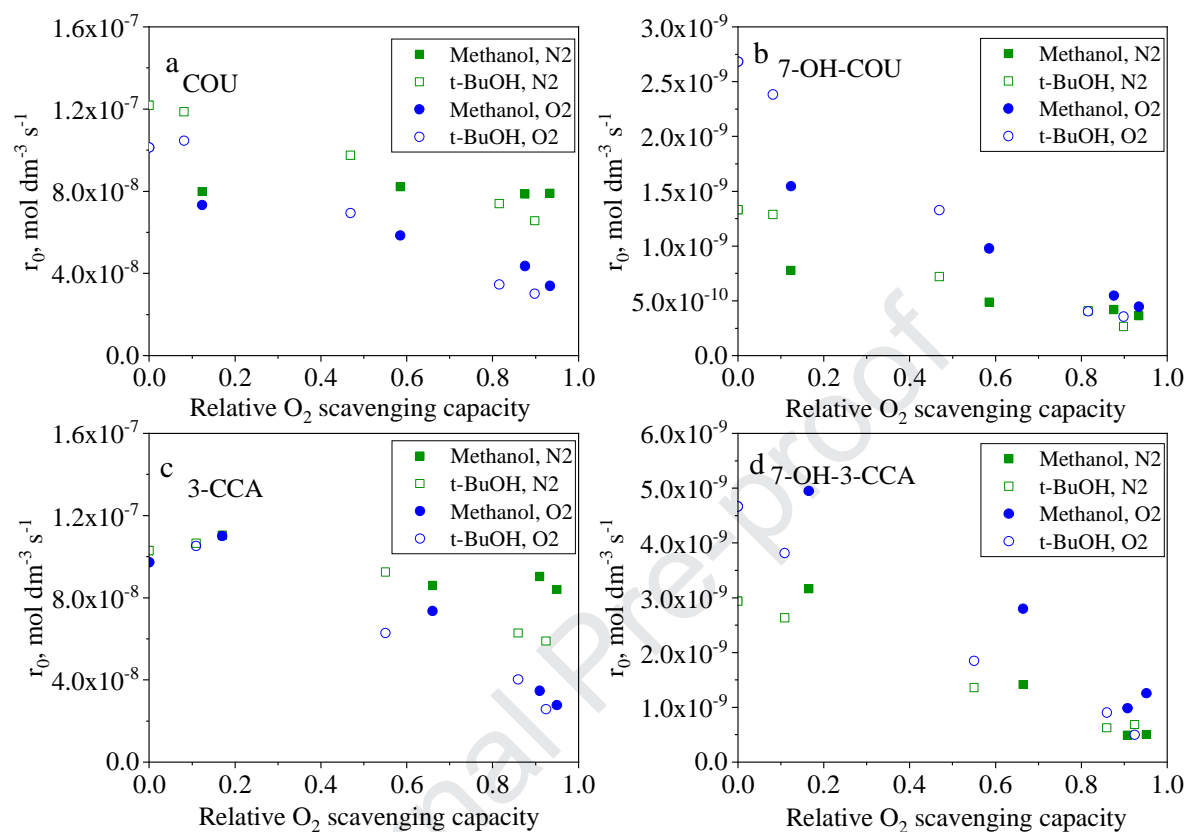 1.6x10-7
1.2x10-7
8.0x10-8
4.0x10-8
0.0
r0, mol dm-3 s-1
a
COU
Methanol, N2
t-BuOH, N2
Methanol, O2
t-BuOH, O2
0.0 0.2 0.4 0.6 0.8 1.0
Relative O2 scavenging capacity
3.0x10-9
2.5x10-9
2.0x10-9
1.5x10-9
1.0x10-9
5.0x10-10
0.0
r0, mol dm-3 s-1
b
7-OH-COU
Methanol, N2
t-BuOH, N2
Methanol, O2
t-BuOH, O2
0.0 0.2 0.4 0.6 0.8 1.0
Relative O2 scavenging capacity
1.6x10-7
1.2x10-7
8.0x10-8
4.0x10-8
0.0
r0, mol dm-3 s-1
c
3-CCA
Methanol, N2
t-BuOH, N2
Methanol, O2
t-BuOH, O2
0.0 0.2 0.4 0.6 0.8 1.0
Relative O2 scavenging capacity
6.0x10-9
5.0x10-9
4.0x10-9
3.0x10-9
2.0x10-9
1.0x10-9
0.0
r0, mol dm-3 s-1
d
7-OH-3-CCA
Methanol, N2
t-BuOH, N2
Methanol, O2
t-BuOH, O2
0.0 0.2 0.4 0.6 0.8 1.0
Relative O2 scavenging capacity
nal Pre-proof